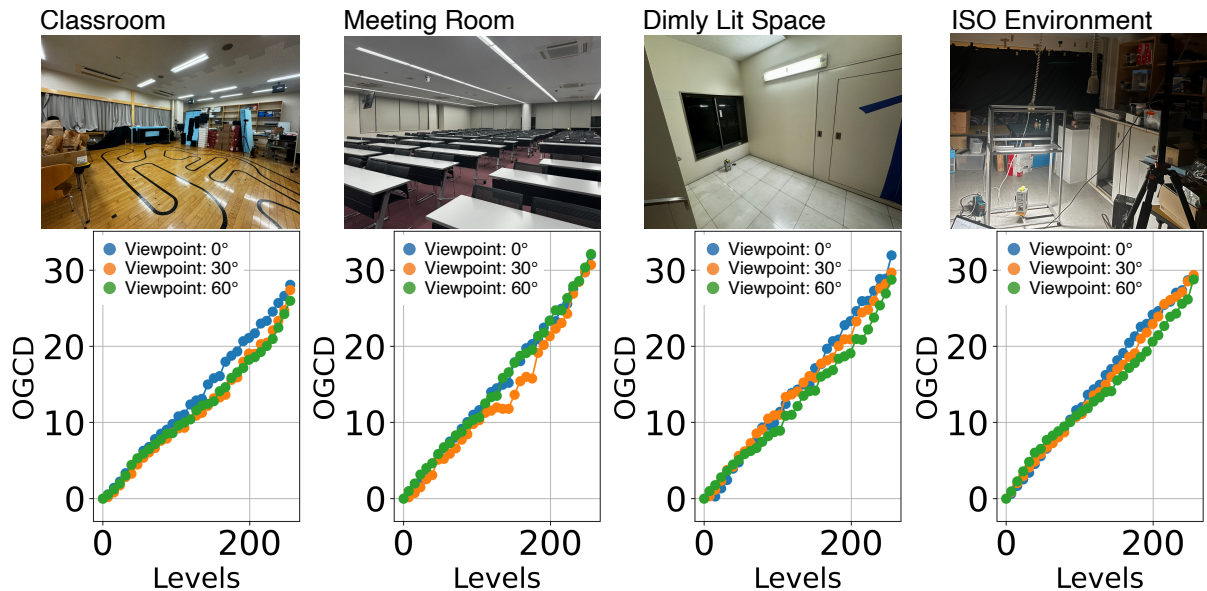 Classroom
Meeting Room
Dimly Lit Space
ISO Environment
Viewpoint: 0°
Viewpoint: 30°
Viewpoint: 60°
30
20
10
0
OGCD
0
200
Levels
Viewpoint: 0°
Viewpoint: 30°
Viewpoint: 60°
30
20
10
0
OGCD
0
200
Levels
Viewpoint: 0°
Viewpoint: 30°
Viewpoint: 60°
30
20
10
0
OGCD
0
200
Levels
Viewpoint: 0°
Viewpoint: 30°
Viewpoint: 60°
30
20
10
0
OGCD
0
200
Levels